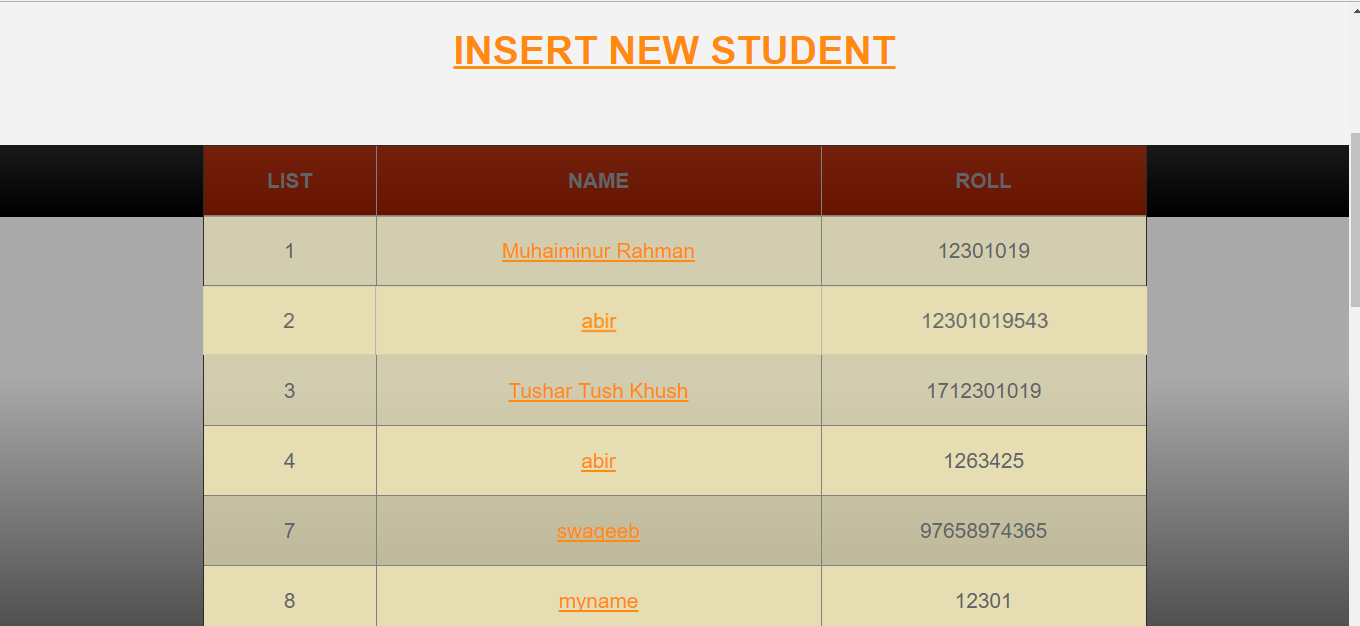 INSERT NEW STUDENT
LIST NAME ROLL
1 Muhaiminur Rahman 12301019
2 abir 12301019543
3 Tushar Tush Khush 1712301019
4 abir 1263425
7 swaqeeb 97658974365
8 myname 12301